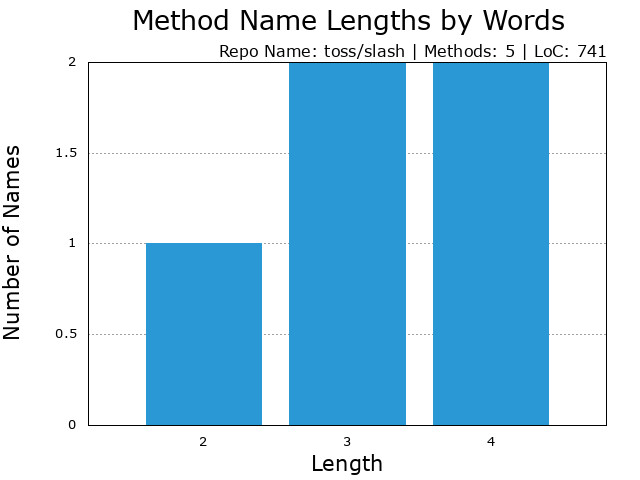 Method Name Lengths by Words
Repo Name: toss/slash | Methods: 5 | LoC: 741
Number of Names
2
1.5
1
0.5
0
2 3 4
Length